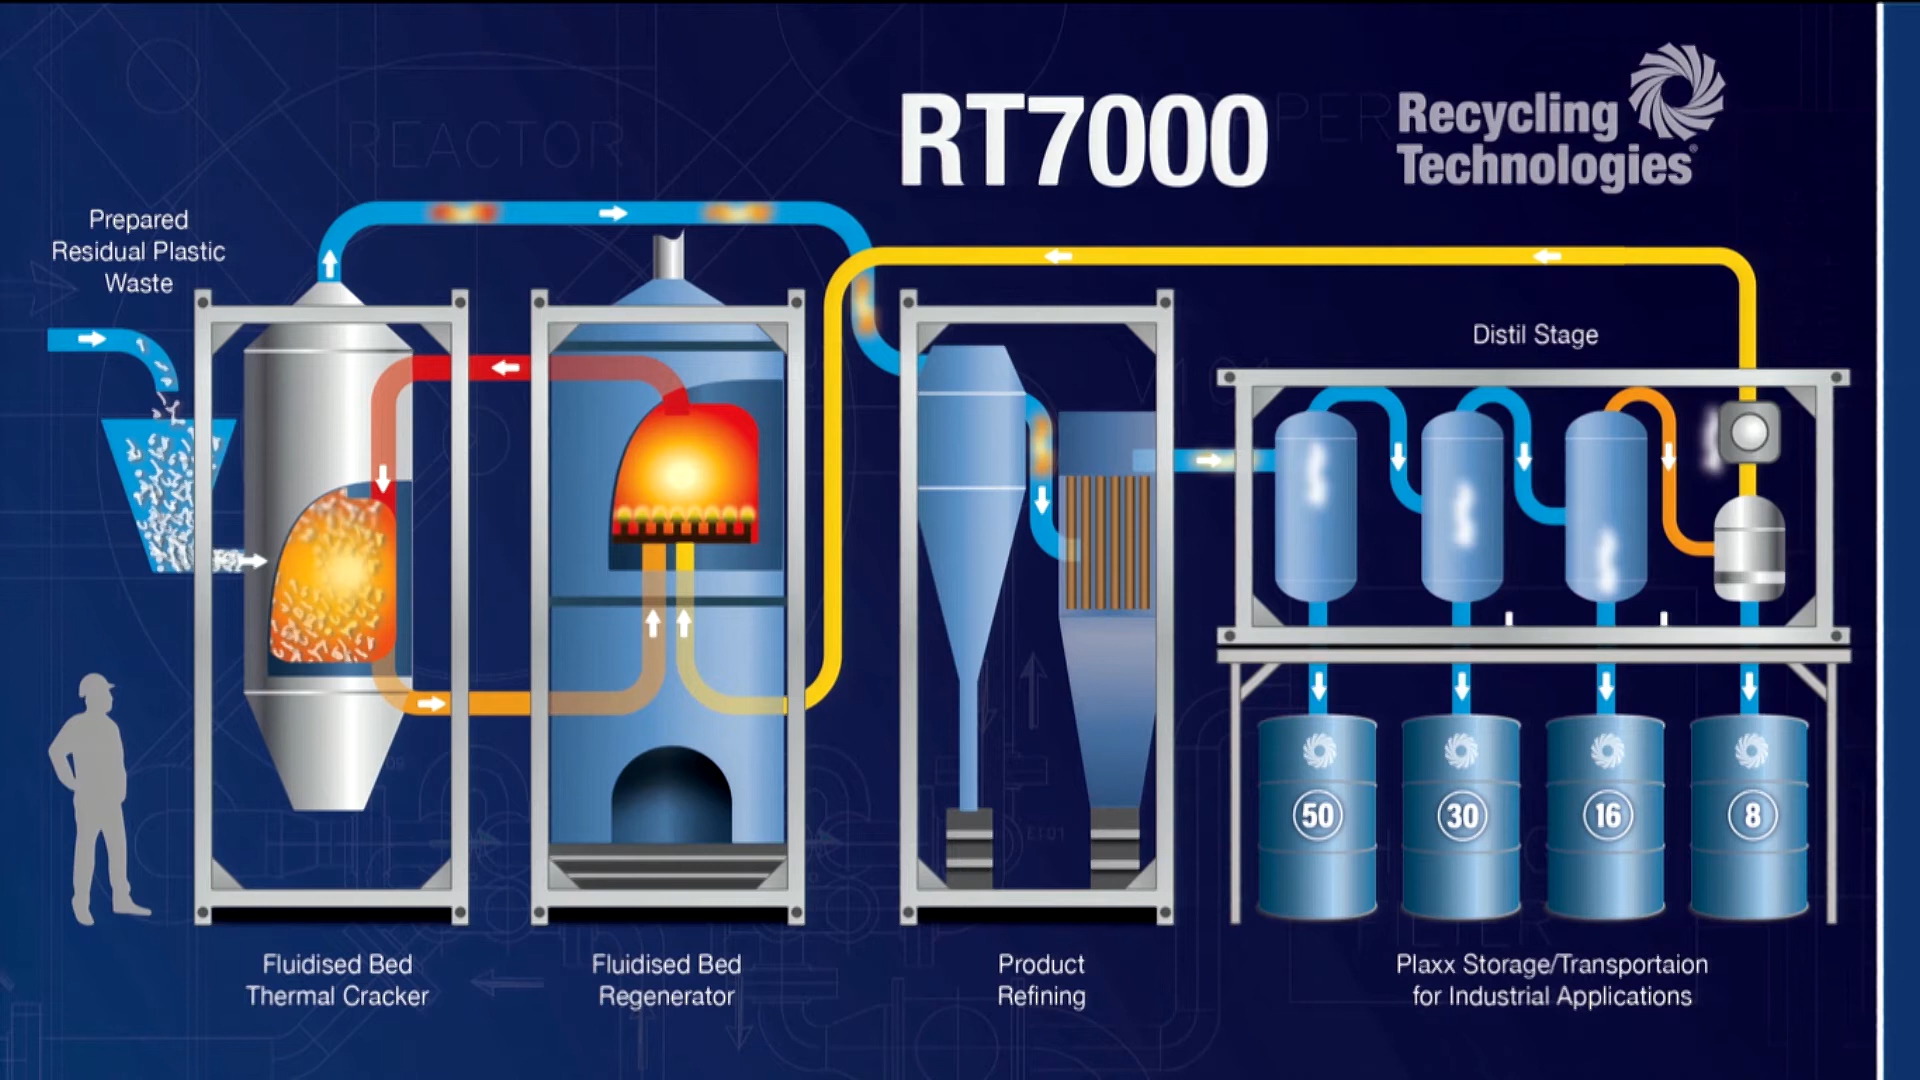 RT7000
Recycling
Technologies®
REACTOR
Prepared
Residual Plastic
Waste
Distil Stage
50
30
16
8
Fluidised Bed
Thermal Cracker
Fluidised Bed
Regenerator
Product
Refining
Plaxx Storage/Transportaion
for Industrial Applications